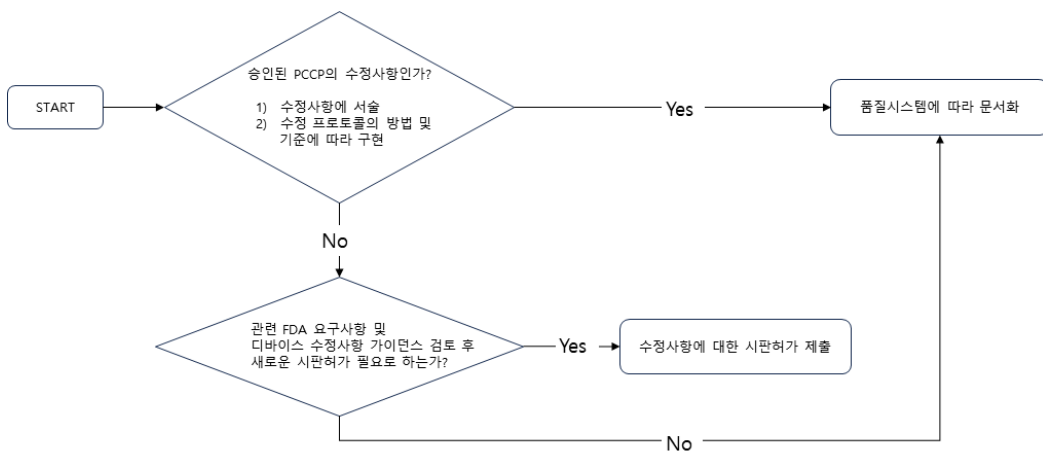 승인된 PCCP의 수정사항인가?
1) 수정사항에 서술
2) 수정 프로토콜의 방법 및
기준에 따라 구현
START
Yes
품질시스템에 따라 문서화
No
관련 FDA 요구사항 및
디바이스 수정사항 가이던스 검토 후
새로운 시판허가 필요로 하는가?
Yes
수정사항에 대한 시판허가 제출
No